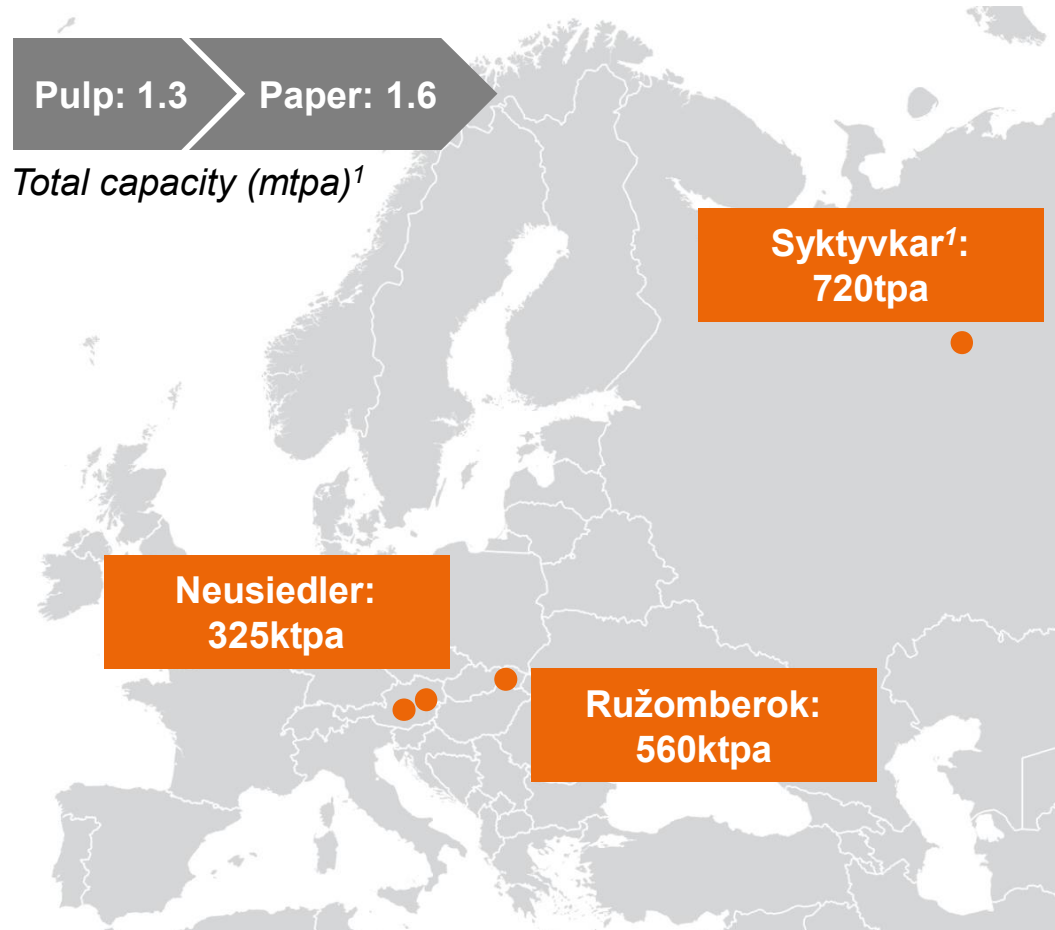 Pulp: 1.3
Paper: 1.6
Total capacity (mtpa)¹
Syktyvkar¹:
720tpa
Neusiedler:
325ktpa
Ružomberok:
560ktpa